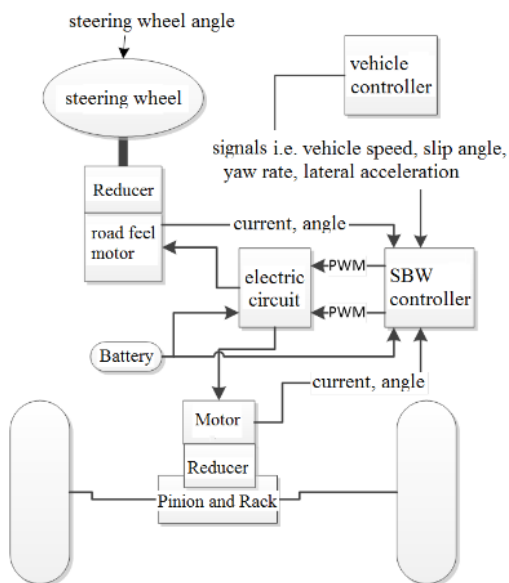 steering wheel angle
steering wheel
vehicle
controller
signals i.e. vehicle speed, slip angle,
yaw rate, lateral acceleration
Reducer
road feel
motor
current, angle
electric
circuit
PWM
PWM
SBW
controller
Battery
current, angle
Motor
Reducer
Pinion and Rack